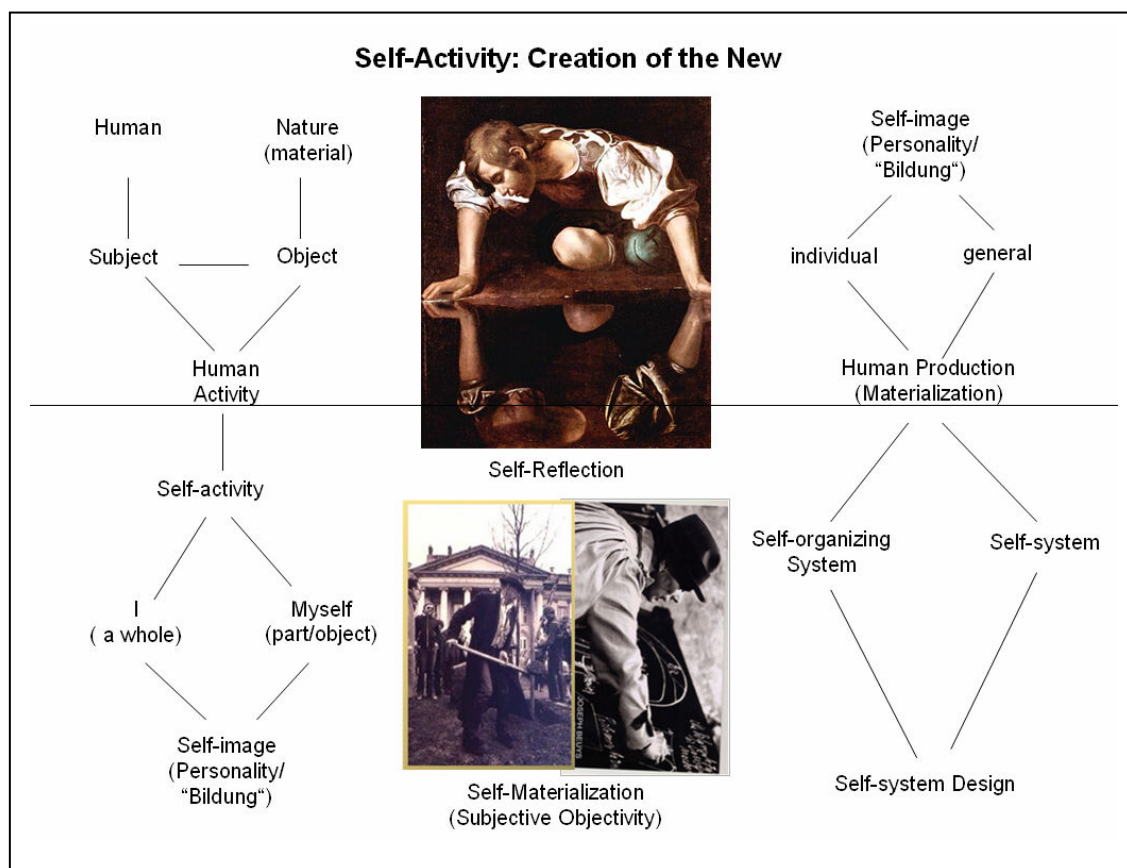 Self-Activity: Creation of the New
Human
Nature
(material)
Subject
Object
Human
Activity
Self-activity
I
( a whole)
Myself
(part/object)
Self-image
(Personality/
“Bildung“)
Self-Reflection
JOSEPH BEUYS
Self-Materialization
(Subjective Objectivity)
Self-image
(Personality/
“Bildung“)
individual
general
Human Production
(Materialization)
Self-organizing
System
Self-system
Self-system Design